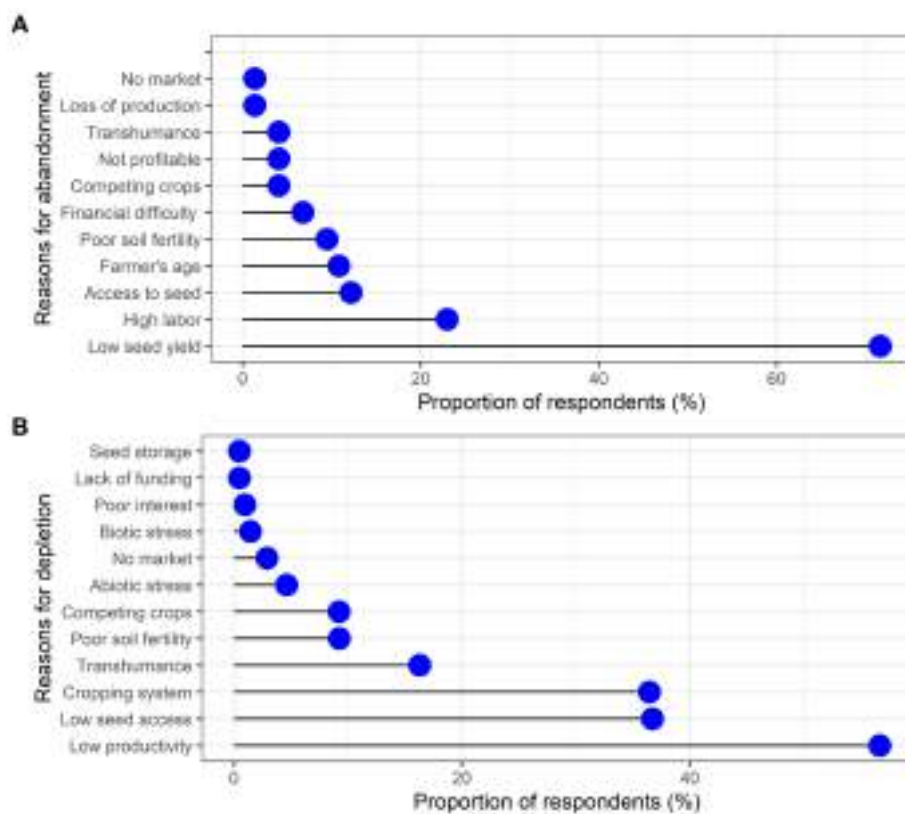 A
Reasons for abandonment
No market
Loss of production
Transhumance
Not profitable
Competing crops
Financial difficulty
Poor soil fertility
Farmer's age
Access to seed
High labor
Low seed yield
0 20 40 60
Proportion of respondents (%)
B
Reasons for depletion
Seed storage
Lack of funding
Poor interest
Biotic stress
No market
Abiotic stress
Competing crops
Poor soil fertility
Transhumance
Cropping system
Low seed access
Low productivity
0 20 40
Proportion of respondents (%)